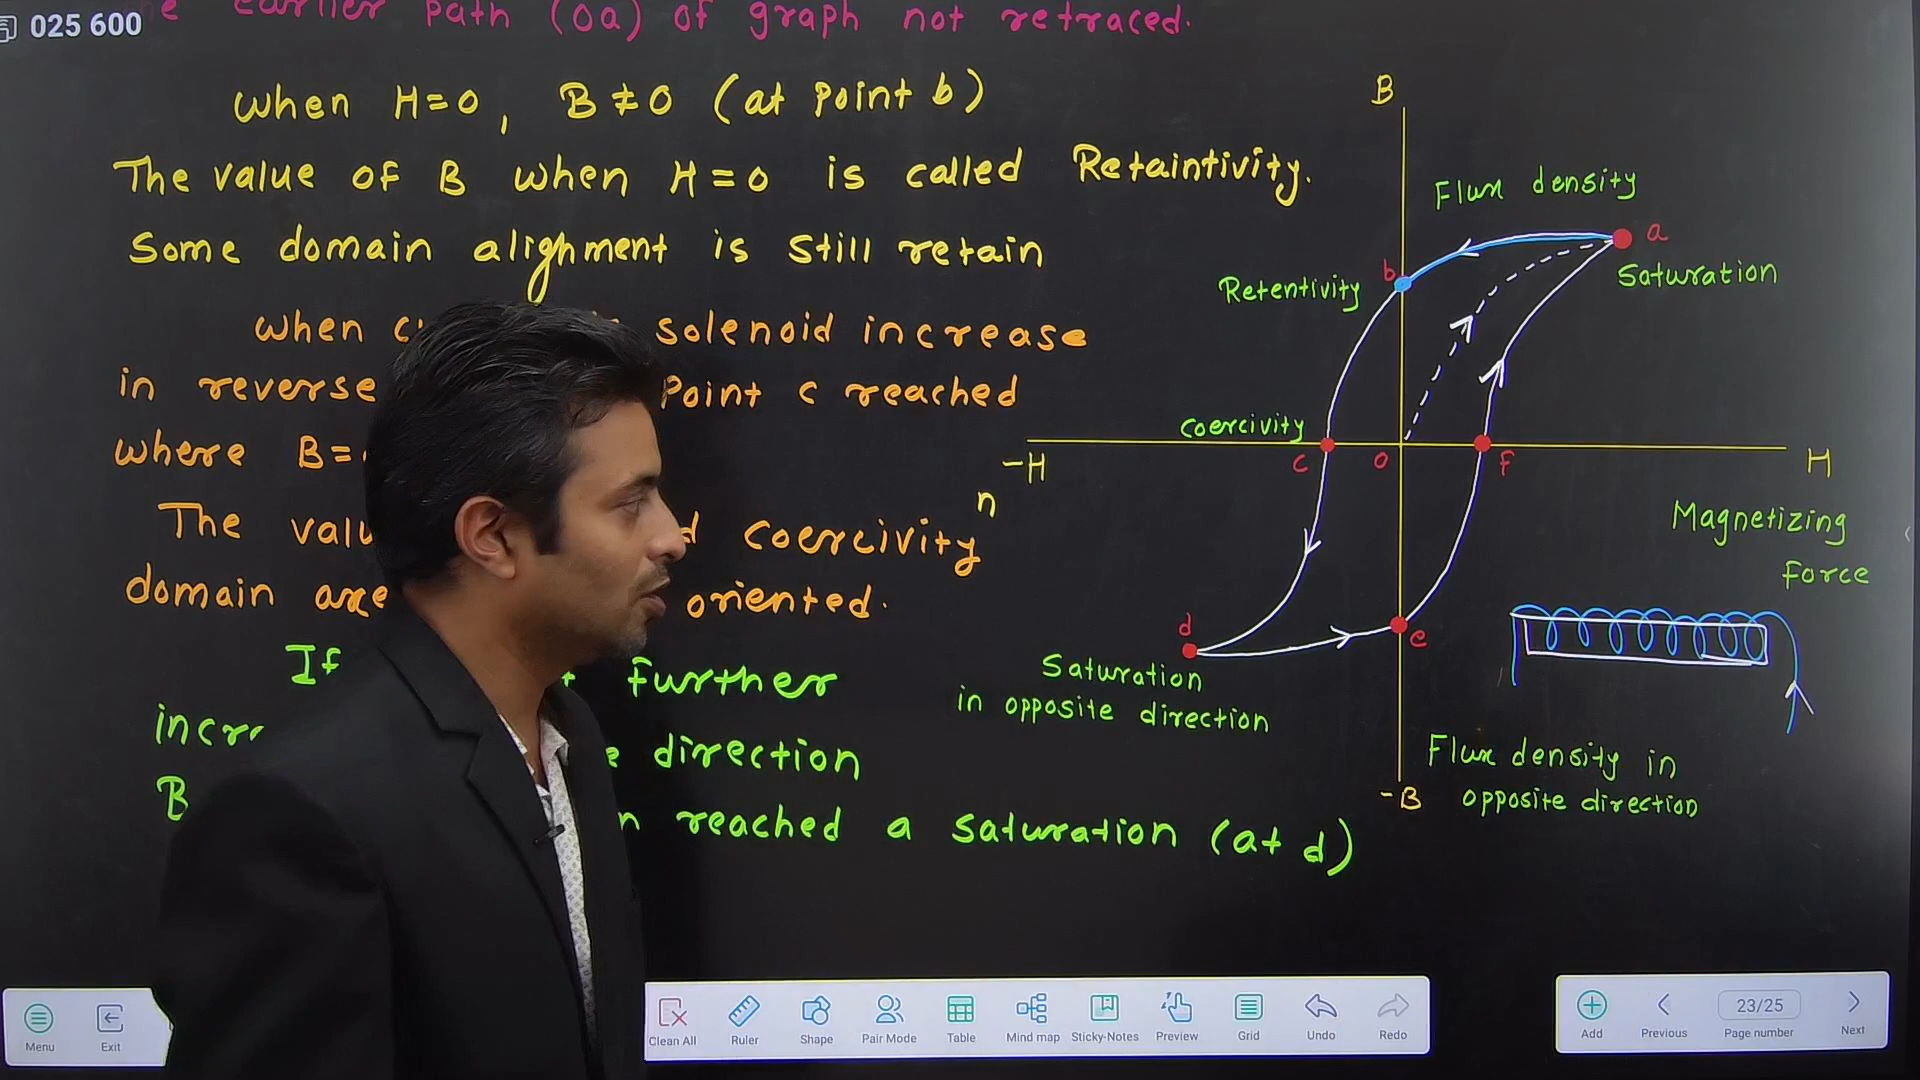 025 600
earlier path (oa) of graph not retraced.
when H=0, B≠0 (at point b)
The value of B when H=0 is called Retaintivity.
Some domain alignment is still retain
when solenoid increase
in reverse Point c reached
where B=
The coercivity
n
domain are oriented.
If further
direction
B reached a saturation (at d)
B
Flux density
a
Saturation
b
Retentivity
coercivity
-H
c
o
f
H
Magnetizing
Force
d
e
Saturation
in opposite direction
-B
Flux density in
opposite direction
Menu
Exit
Clean All
Ruler
Shape
Pair Mode
Table
Mind map
Sticky-Notes
Preview
Grid
Undo
Redo
Add
Previous
23/25
Page number
Next